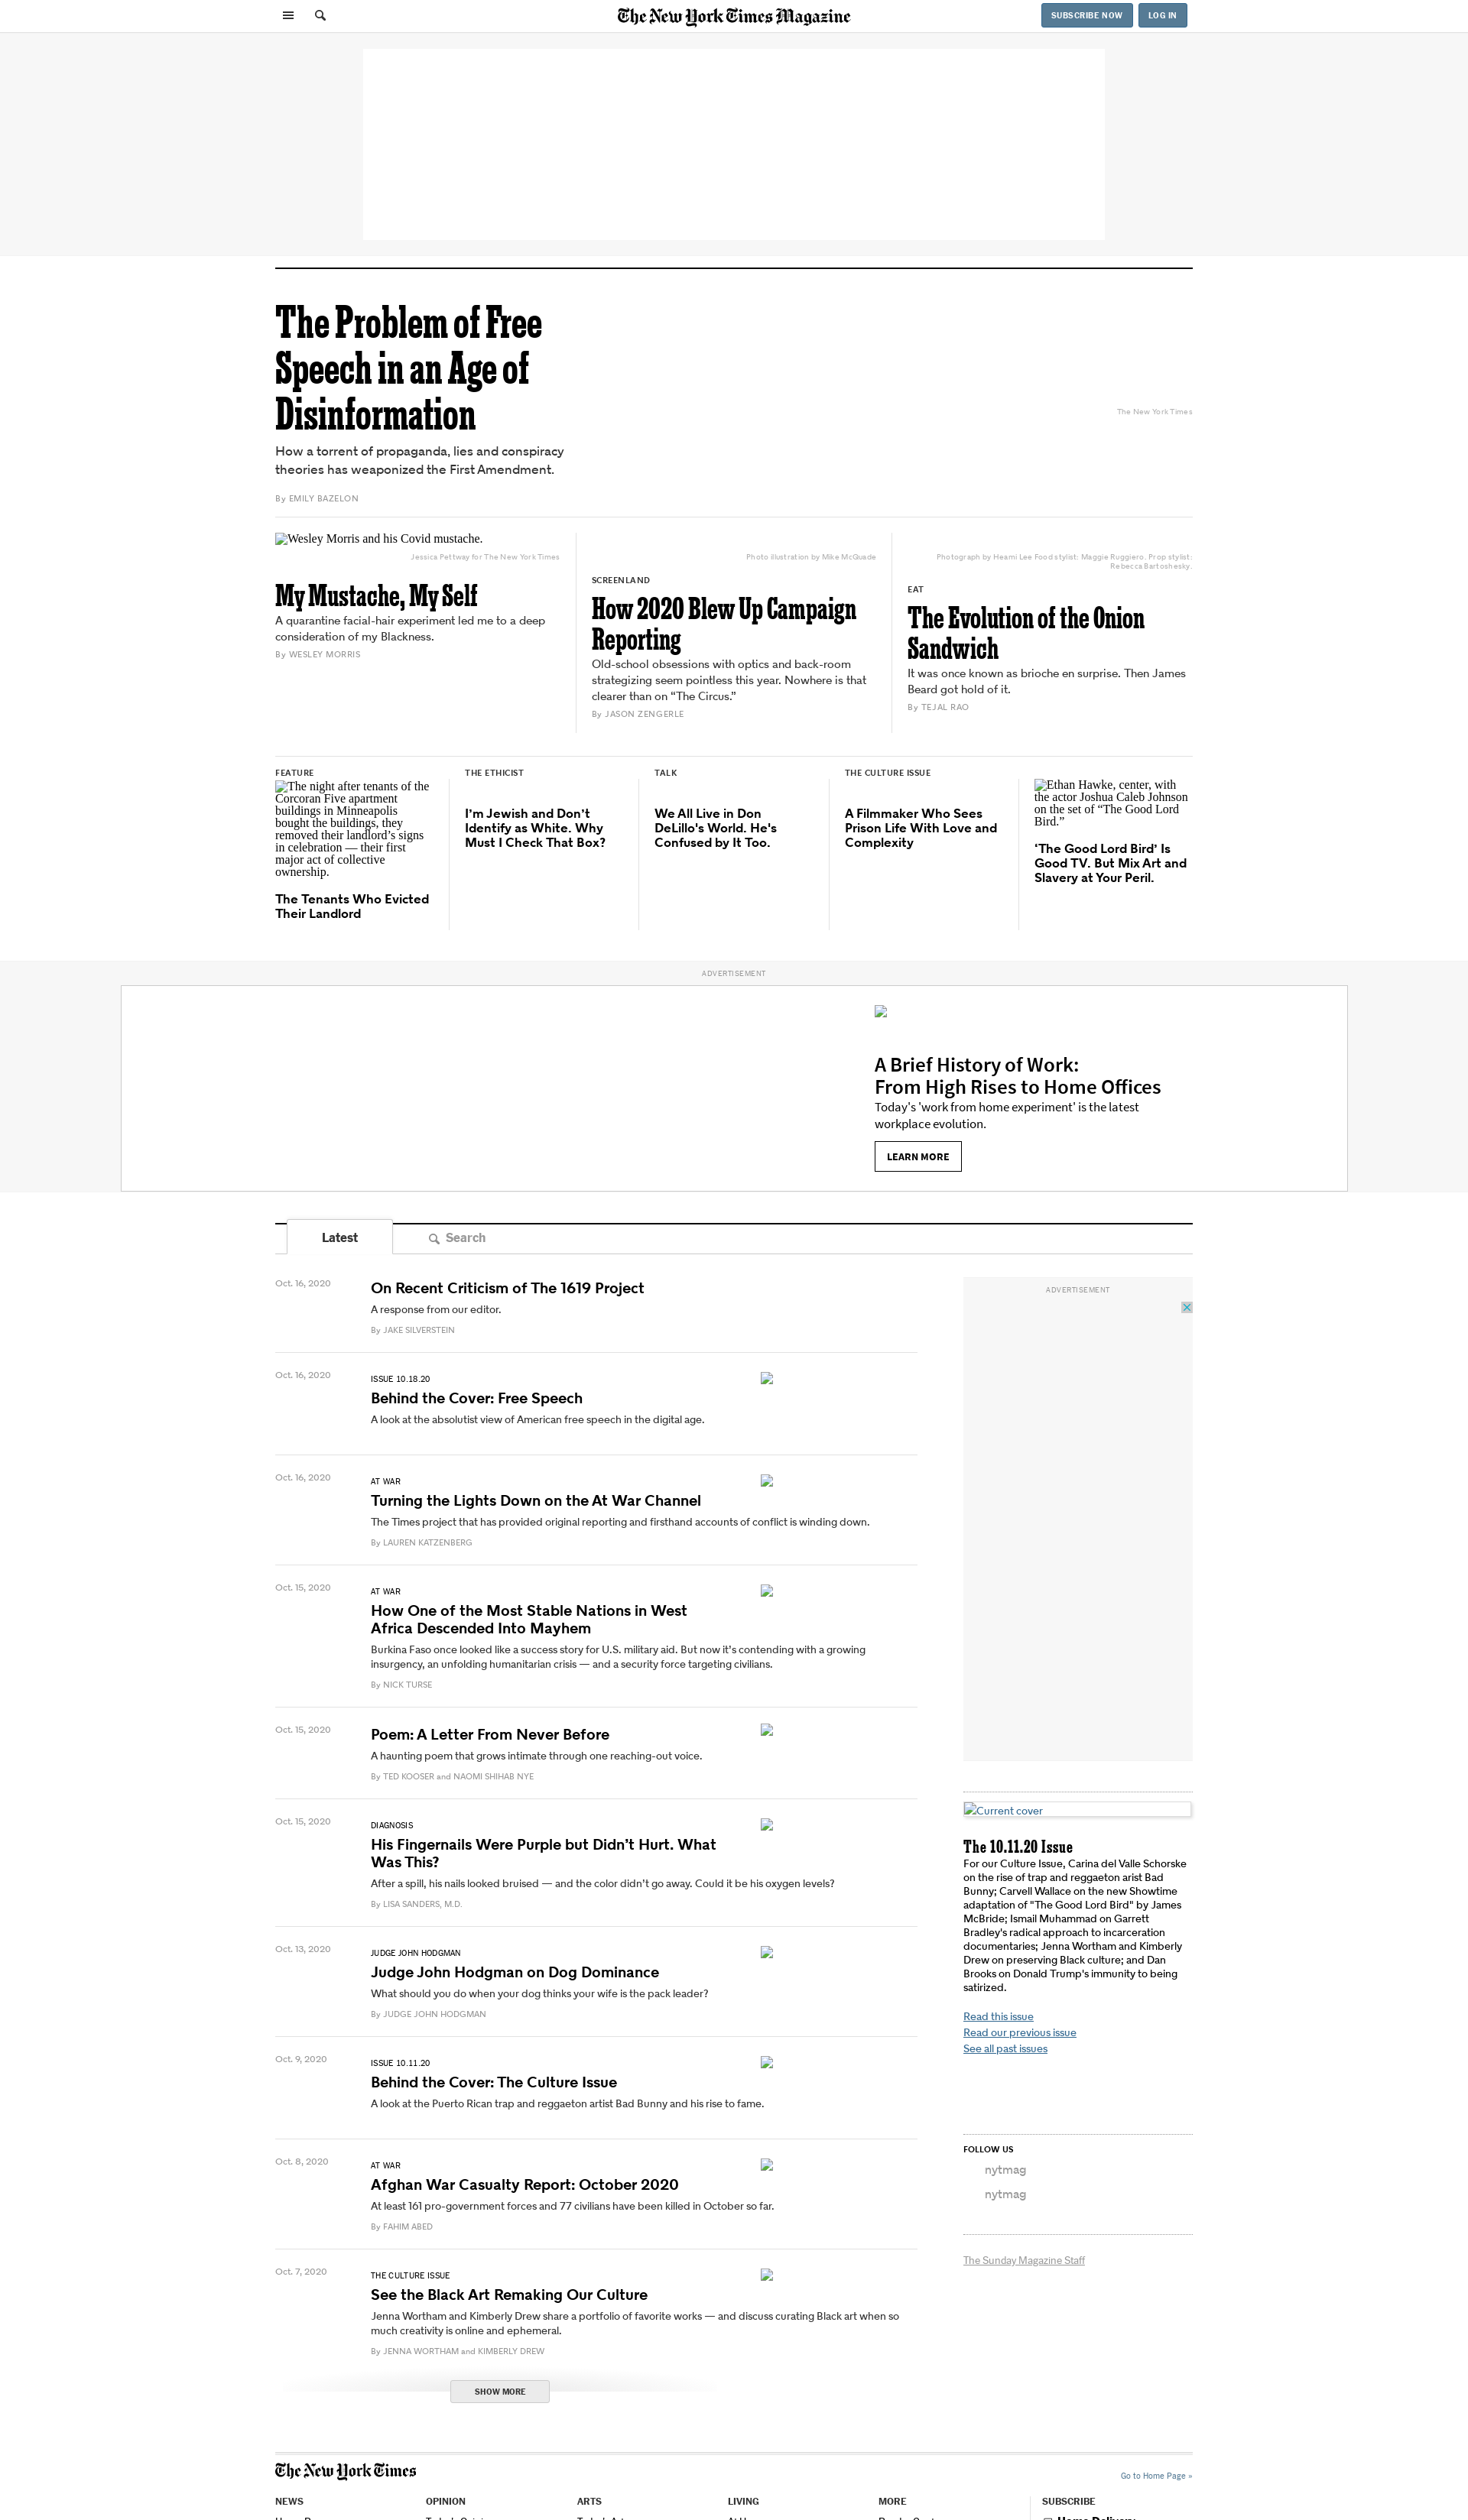 The New York Times Magazine
SUBSCRIBE NOW
LOG IN
The Problem of Free
Speech in an Age of
Disinformation
How a torrent of propaganda, lies and conspiracy
theories has weaponized the First Amendment.
By EMILY BAZELON
The New York Times
Wesley Morris and his Covid mustache.
Jessica Pettway for The New York Times
My Mustache, My Self
A quarantine facial-hair experiment led me to a deep
consideration of my Blackness.
By WESLEY MORRIS
Photo illustration by Mike McQuade
SCREENLAND
How 2020 Blew Up Campaign
Reporting
Old-school obsessions with optics and back-room
strategizing seem pointless this year. Nowhere is that
clearer than on “The Circus.”
By JASON ZENGERLE
Photograph by Heami Lee Food stylist: Maggie Ruggiero. Prop stylist:
Rebecca Bartoshesky.
EAT
The Evolution of the Onion
Sandwich
It was once known as brioche en surprise. Then James
Beard got hold of it.
By TEJAL RAO
FEATURE
The night after tenants of the
Corcoran Five apartment
buildings in Minneapolis
bought the buildings, they
removed their landlord’s signs
in celebration — their first
major act of collective
ownership.
The Tenants Who Evicted
Their Landlord
THE ETHICIST
I’m Jewish and Don’t
Identify as White. Why
Must I Check That Box?
TALK
We All Live in Don
DeLillo's World. He's
Confused by It Too.
THE CULTURE ISSUE
A Filmmaker Who Sees
Prison Life With Love and
Complexity
Ethan Hawke, center, with
the actor Joshua Caleb Johnson
on the set of “The Good Lord
Bird.”
‘The Good Lord Bird’ Is
Good TV. But Mix Art and
Slavery at Your Peril.
ADVERTISEMENT
A Brief History of Work:
From High Rises to Home Offices
Today's 'work from home experiment' is the latest
workplace evolution.
LEARN MORE
Latest
Search
Oct. 16, 2020
On Recent Criticism of The 1619 Project
A response from our editor.
By JAKE SILVERSTEIN
Oct. 16, 2020
ISSUE 10.18.20
Behind the Cover: Free Speech
A look at the absolutist view of American free speech in the digital age.
Oct. 16, 2020
AT WAR
Turning the Lights Down on the At War Channel
The Times project that has provided original reporting and firsthand accounts of conflict is winding down.
By LAUREN KATZENBERG
Oct. 15, 2020
AT WAR
How One of the Most Stable Nations in West
Africa Descended Into Mayhem
Burkina Faso once looked like a success story for U.S. military aid. But now it’s contending with a growing
insurgency, an unfolding humanitarian crisis — and a security force targeting civilians.
By NICK TURSE
Oct. 15, 2020
Poem: A Letter From Never Before
A haunting poem that grows intimate through one reaching-out voice.
By TED KOOSER and NAOMI SHIHAB NYE
Oct. 15, 2020
DIAGNOSIS
His Fingernails Were Purple but Didn’t Hurt. What
Was This?
After a spill, his nails looked bruised — and the color didn’t go away. Could it be his oxygen levels?
By LISA SANDERS, M.D.
Oct. 13, 2020
JUDGE JOHN HODGMAN
Judge John Hodgman on Dog Dominance
What should you do when your dog thinks your wife is the pack leader?
By JUDGE JOHN HODGMAN
Oct. 9, 2020
ISSUE 10.11.20
Behind the Cover: The Culture Issue
A look at the Puerto Rican trap and reggaeton artist Bad Bunny and his rise to fame.
Oct. 8, 2020
AT WAR
Afghan War Casualty Report: October 2020
At least 161 pro-government forces and 77 civilians have been killed in October so far.
By FAHIM ABED
Oct. 7, 2020
THE CULTURE ISSUE
See the Black Art Remaking Our Culture
Jenna Wortham and Kimberly Drew share a portfolio of favorite works — and discuss curating Black art when so
much creativity is online and ephemeral.
By JENNA WORTHAM and KIMBERLY DREW
SHOW MORE
ADVERTISEMENT
Current cover
The 10.11.20 Issue
For our Culture Issue, Carina del Valle Schorske
on the rise of trap and reggaeton arist Bad
Bunny; Carvell Wallace on the new Showtime
adaptation of "The Good Lord Bird" by James
McBride; Ismail Muhammad on Garrett
Bradley's radical approach to incarceration
documentaries; Jenna Wortham and Kimberly
Drew on preserving Black culture; and Dan
Brooks on Donald Trump's immunity to being
satirized.
Read this issue
Read our previous issue
See all past issues
FOLLOW US
nytmag
nytmag
The Sunday Magazine Staff
The New York Times
Go to Home Page »
NEWS
OPINION
ARTS
LIVING
MORE
SUBSCRIBE